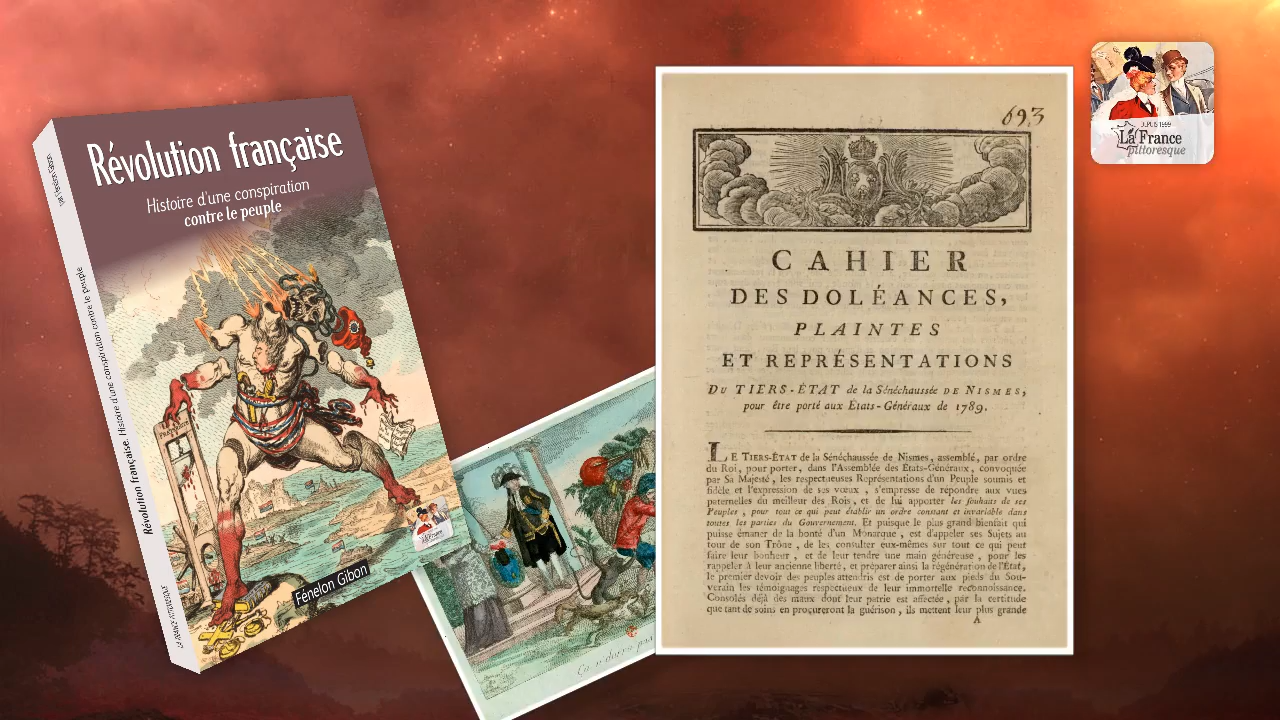 Révolution française
Histoire d'une conspiration
contre le peuple
Fénelon Gibon
Révolution française. Histoire d'une conspiration contre le peuple
Ça n'durra pas
693
CAHIER
DES DOLÉANCES,
PLAINTES
ET REPRÉSENTATIONS
DU TIERS-ÉTAT de la Sénéchaussée DE NISMES,
pour être porté aux Etats-Généraux de 1789.
LE TIERS-ÉTAT de la Sénéchaussée de Nismes, assemblé, par ordre
du Roi, pour porter, dans l'Assemblée des Etats-Généraux, convoquée
par Sa Majesté, les respectueuses Représentations d'un Peuple soumis et
fidèle et l'expression de ses vœux, s'empresse de répondre aux vues
paternelles du meilleur des Rois, et de lui apporter les souhaits de ses
Peuples, pour tout ce qui peut établir un ordre constant et invariable dans
toutes les parties du Gouvernement. Et puisque le plus grand bienfait qui
puisse émaner de la bonté d'un Monarque, est d'appeler ses Sujets au
tour de son Trône, de les consulter eux-mêmes sur tout ce qui peut
faire leur bonheur, et de leur tendre une main généreuse, pour les
rappeler à leur ancienne liberté, et préparer ainsi la régénération de l'État,
le premier devoir des peuples attendris est de porter aux pieds du Sou-
verain les témoignages respectueux de leur immortelle reconnoissance.
Consolés déjà des maux dont leur patrie est affectée, par la certitude
que tant de soins en procureront la guérison, ils mettent leur plus grande
A
DEPUIS 1999
La France
pittoresque